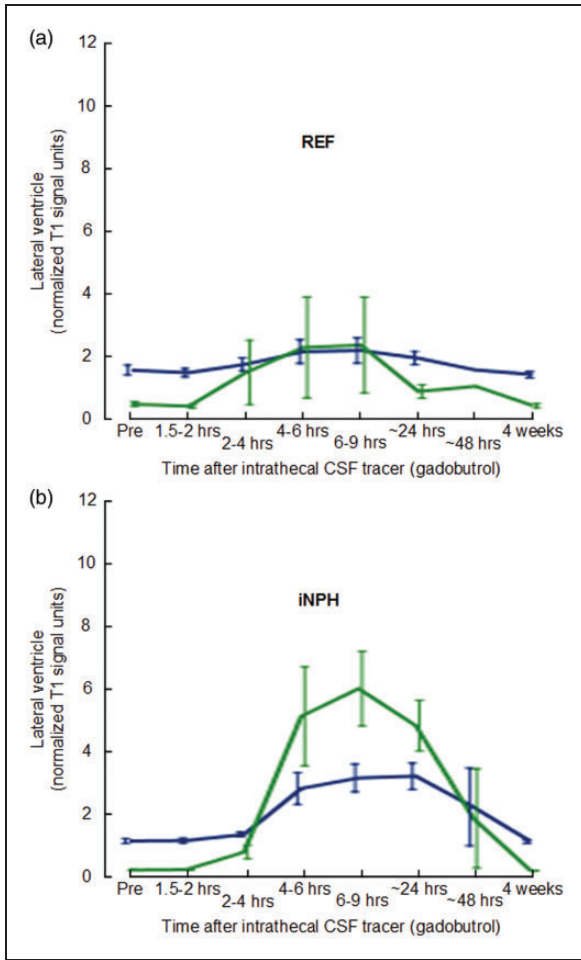 (a)
12
10
8
6
4
2
0
Lateral ventricle
(normalized T1 signal units)
REF
Pre 1.5-2 hrs 2-4 hrs 4-6 hrs 6-9 hrs ~24 hrs ~48 hrs 4 weeks
Time after intrathecal CSF tracer (gadobutrol)
(b)
12
10
8
6
4
2
0
Lateral ventricle
(normalized T1 signal units)
iNPH
Pre 1.5-2 hrs 2-4 hrs 4-6 hrs 6-9 hrs ~24 hrs ~48 hrs 4 weeks
Time after intrathecal CSF tracer (gadobutrol)